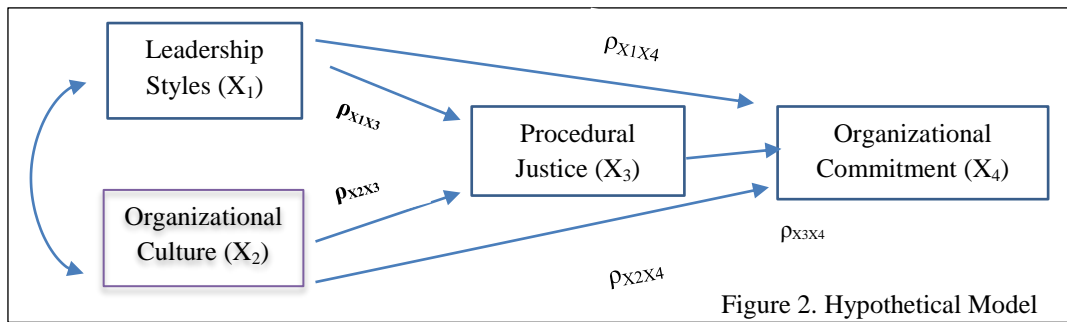 Leadership
Styles (X₁)
ρX1X4
ρX1X3
Procedural
Justice (X₃)
Organizational
Commitment (X₄)
ρX2X3
Organizational
Culture (X₂)
ρX3X4
ρX2X4
Figure 2. Hypothetical Model